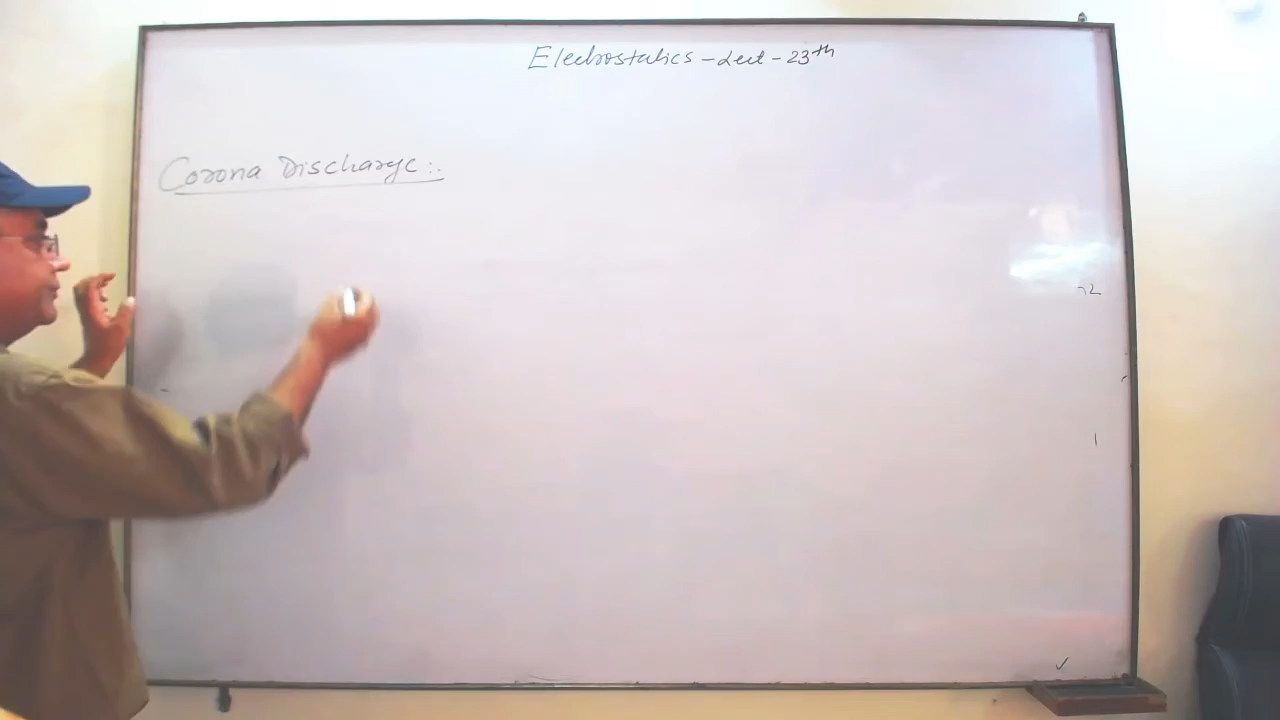 Electrostatics - Lect - 23th
Corona Discharge :.